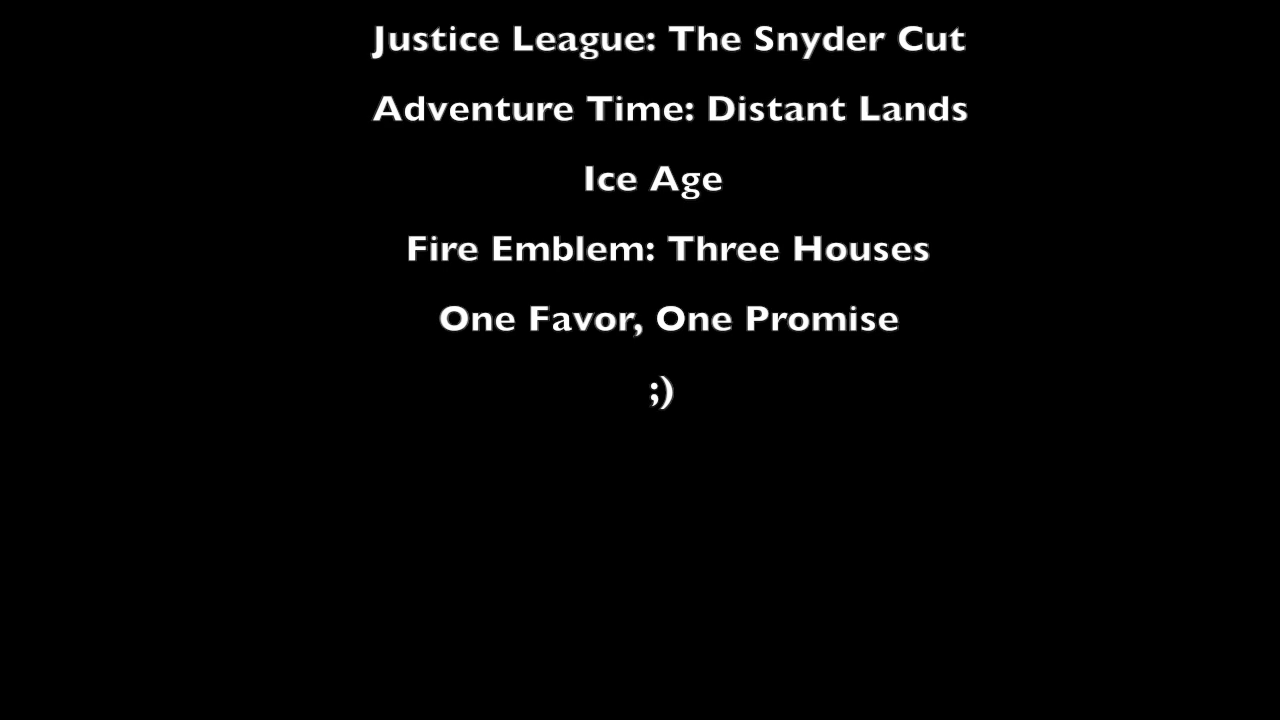 Justice League: The Snyder Cut
Adventure Time: Distant Lands
Ice Age
Fire Emblem: Three Houses
One Favor, One Promise
;)